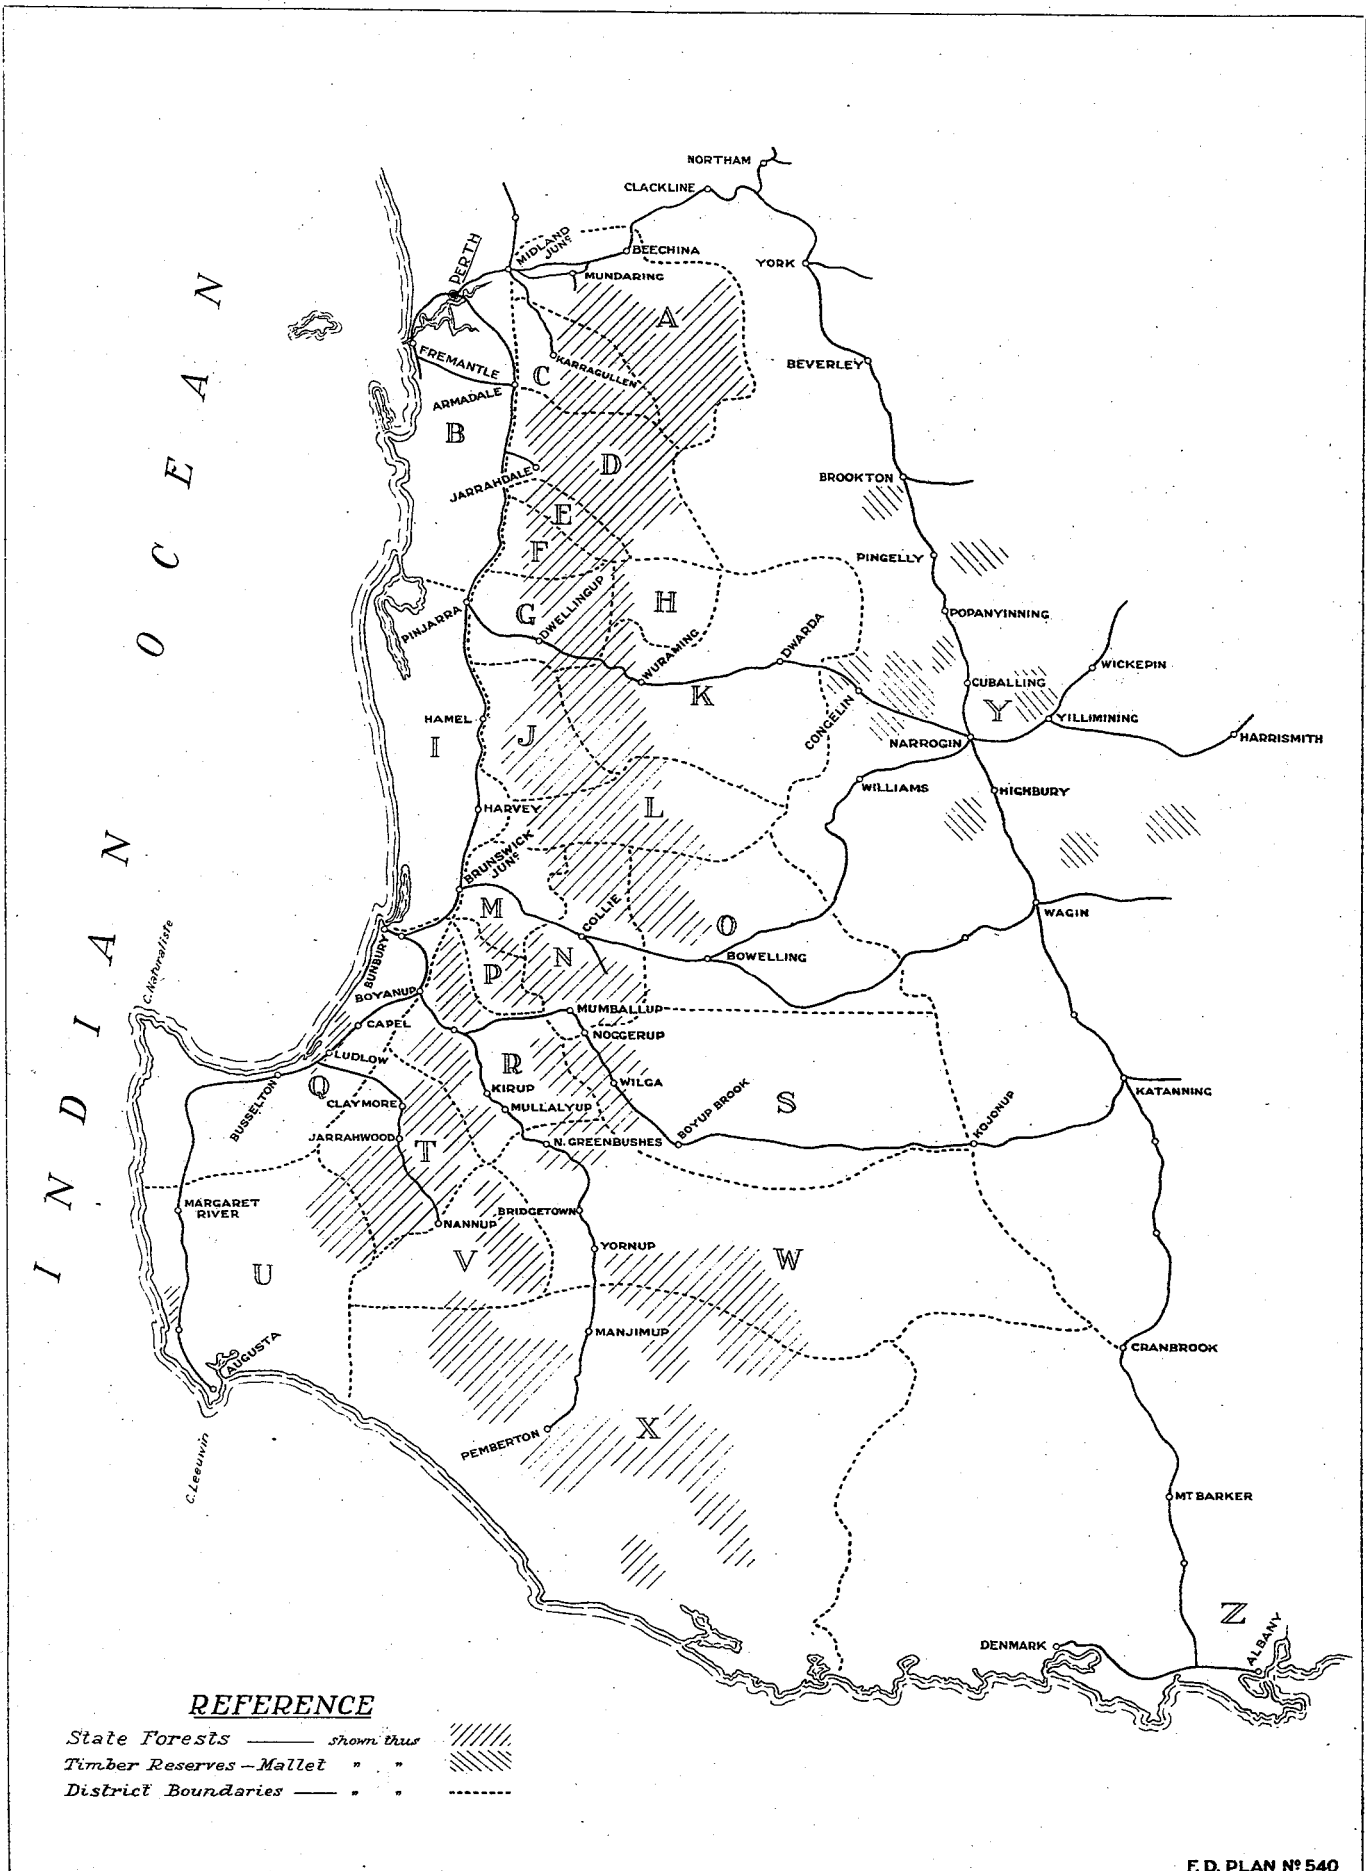 NORTHAM
CLACKLINE
MIDLAND
JUNC
BEECHINA
PERTH
YORK
MUNDARING
A
FREMANTLE
KARRAGULLEN
C
BEVERLEY
ARMADALE
B
D
JARRAHDALE
BROOKTON
E
F
PINGELLY
G
DWELLINGUP
H
PINJARRA
POPANYINNING
WURAMING
DWARDA
WICKEPIN
CUBALLING
K
Y
CONGELIN
HAMEL
I
J
YILLIMINING
NARROGIN
HARRISMITH
WILLIAMS
HIGHBURY
HARVEY
L
BRUNSWICK
JUNC
M
COLLIE
WAGIN
O
BUNBURY
N
BOWELLING
P
BOYANUP
MUMBALLUP
CAPEL
NOGGERUP
LUDLOW
R
WILGA
Q
KIRUP
BUSSELTON
CLAYMORE
MULLALYUP
BOYUP BROOK
S
KOJONUP
KATANNING
JARRAHWOOD
T
N. GREENBUSHES
MARGARET
RIVER
NANNUP
BRIDGETOWN
YORNUP
U
V
W
MANJIMUP
AUGUSTA
CRANBROOK
X
PEMBERTON
MT BARKER
Z
DENMARK
ALBANY
INDIAN OCEAN
C. Naturaliste
C. Leeuwin
REFERENCE
State Forests —— shown thus
Timber Reserves – Mallet " "
District Boundaries —— " "
F. D. PLAN Nº 540